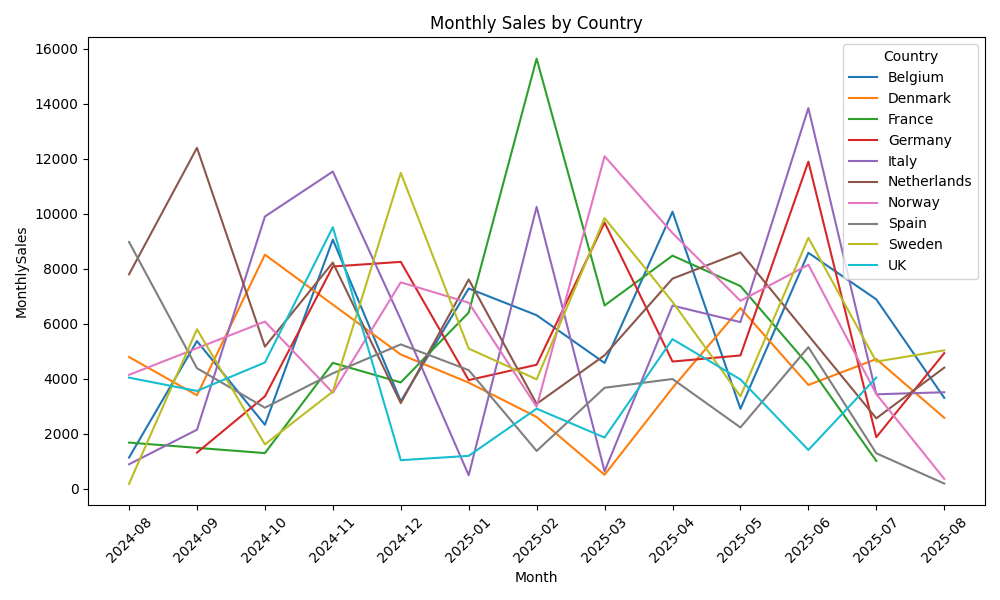 Monthly Sales by Country
MonthlySales
16000
14000
12000
10000
8000
6000
4000
2000
0
Country
Belgium
Denmark
France
Germany
Italy
Netherlands
Norway
Spain
Sweden
UK
2024-08
2024-09
2024-10
2024-11
2024-12
2025-01
2025-02
2025-03
2025-04
2025-05
2025-06
2025-07
2025-08
Month